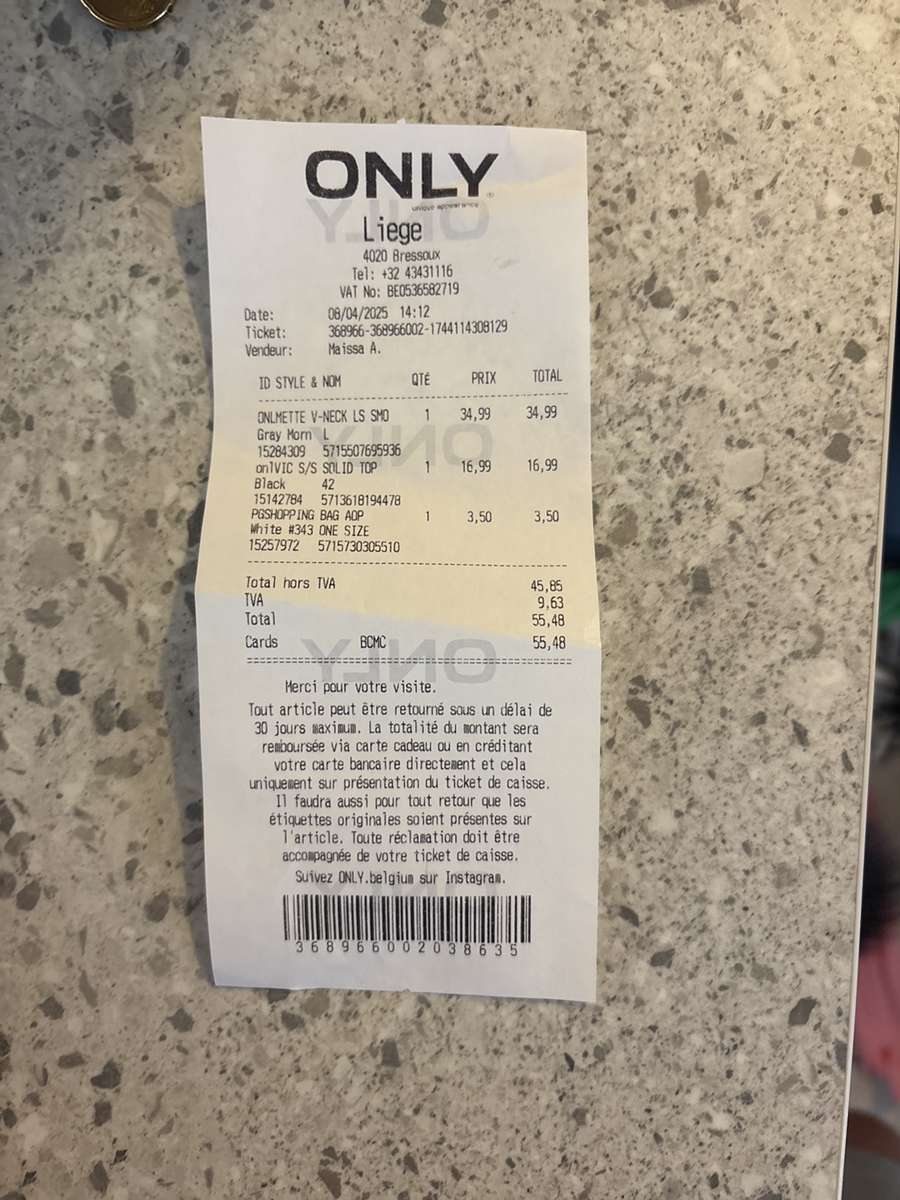 ONLY
unique appearance
Liege
4020 Bressoux
Tel: +32 43431116
VAT No: BE0536582719
Date: 08/04/2025 14:12
Ticket: 368966-368966002-1744114308129
Vendeur: Maissa A.
ID STYLE & NOM QTÉ PRIX TOTAL
ONLMETTE V-NECK LS SMO 1 34,99 34,99
Gray Morn L
15284309 5715507695936
onlVIC S/S SOLID TOP 1 16,99 16,99
Black 42
15142784 5713618194478
PGSHOPPING BAG AOP 1 3,50 3,50
White #343 ONE SIZE
15257972 5715730305510
Total hors TVA 45,85
TVA 9,63
Total 55,48
Cards BCMC 55,48
Merci pour votre visite.
Tout article peut être retourné sous un délai de
30 jours maximum. La totalité du montant sera
remboursée via carte cadeau ou en créditant
votre carte bancaire directement et cela
uniquement sur présentation du ticket de caisse.
Il faudra aussi pour tout retour que les
étiquettes originales soient présentes sur
l'article. Toute réclamation doit être
accompagnée de votre ticket de caisse.
Suivez ONLY.belgium sur Instagram.
368966002038635